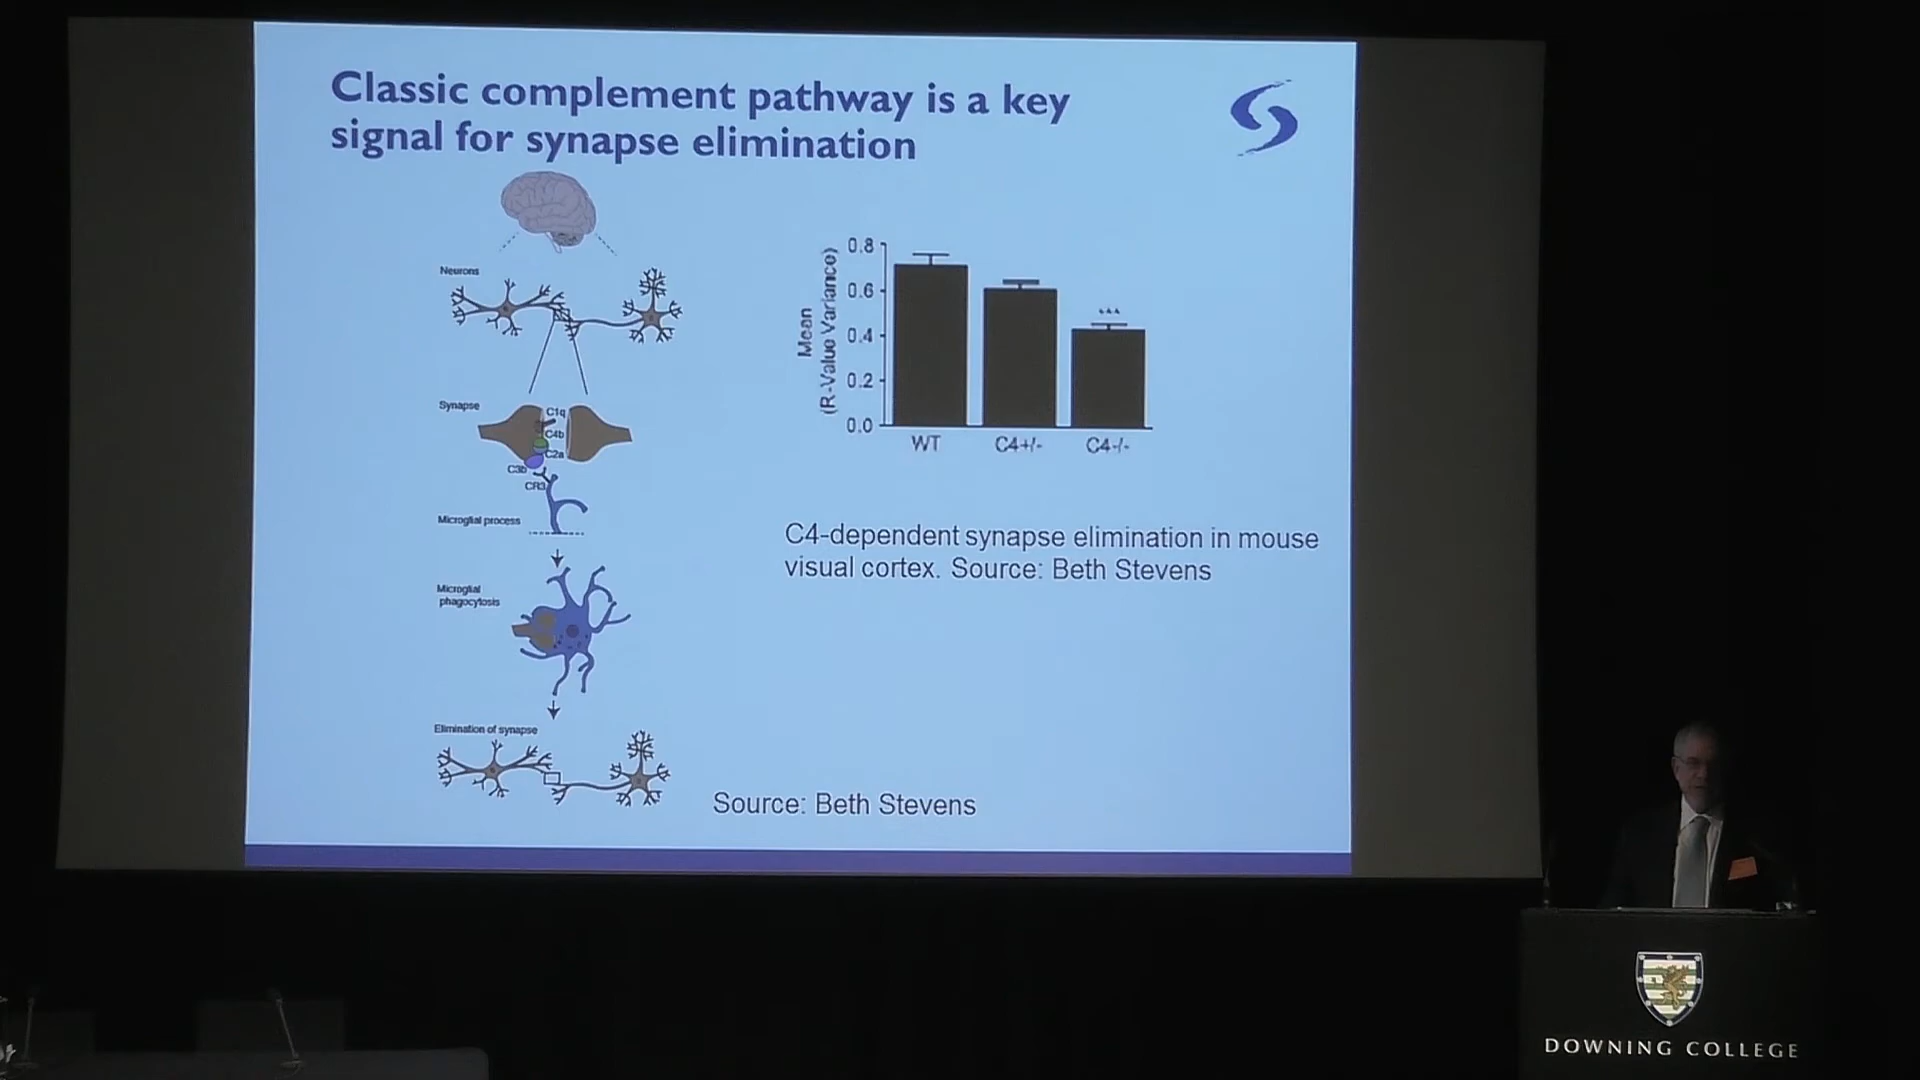 Classic complement pathway is a key
signal for synapse elimination
Neurons
Synapse
C1q
C4b
C2a
C3b
CR3
Microglial process
Microglial
phagocytosis
Elimination of synapse
Mean
(R-Value Variance)
0.8
0.6
0.4
0.2
0.0
***
WT
C4+/-
C4-/-
C4-dependent synapse elimination in mouse
visual cortex. Source: Beth Stevens
Source: Beth Stevens
DOWNING COLLEGE